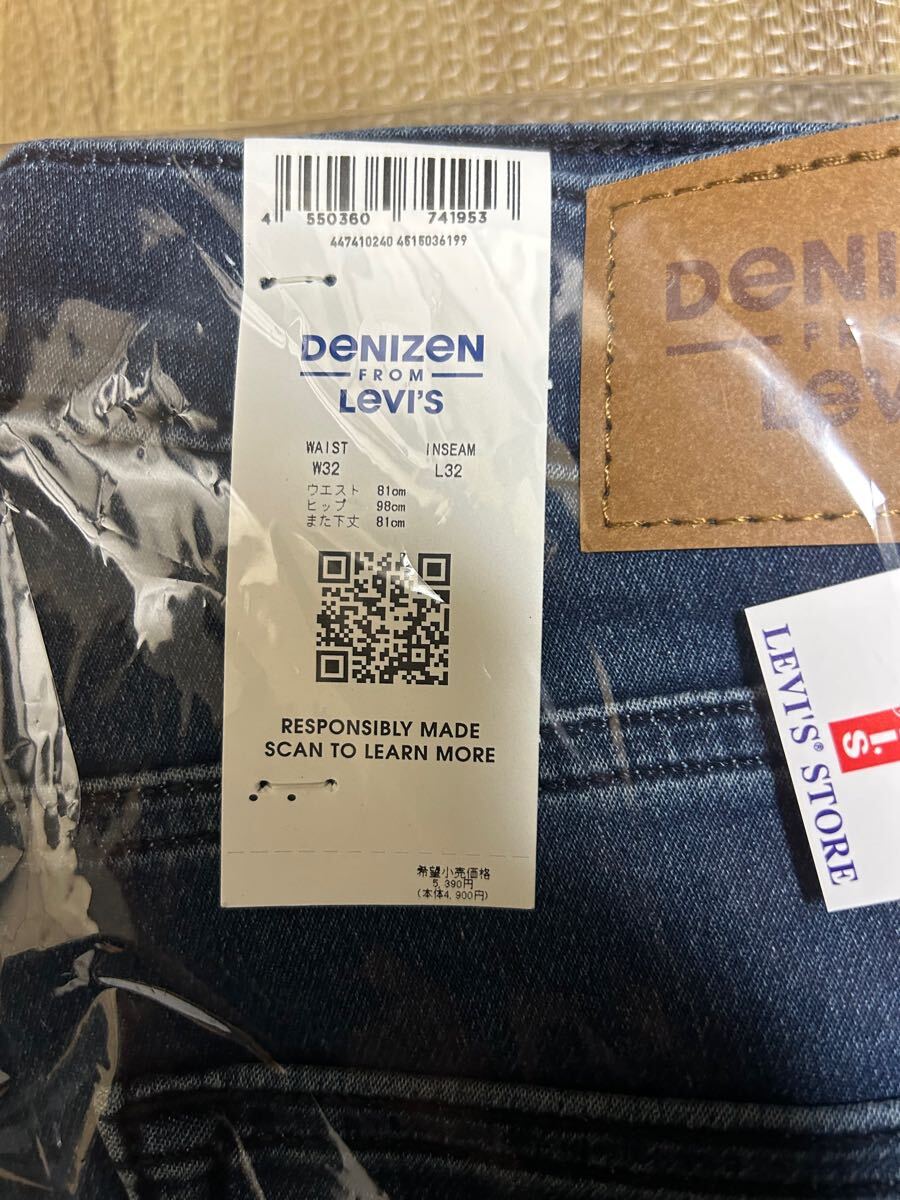 4 550360 741953
447410240 4515036199
DENIZEN
FROM
LEVI'S
WAIST INSEAM
W32 L32
ウエスト 81cm
ヒップ 98cm
また下丈 81cm
RESPONSIBLY MADE
SCAN TO LEARN MORE
希望小売価格
5,390円
(本体4,900円)
DENI
FR
LEV
LEVI'S® STORE
i's